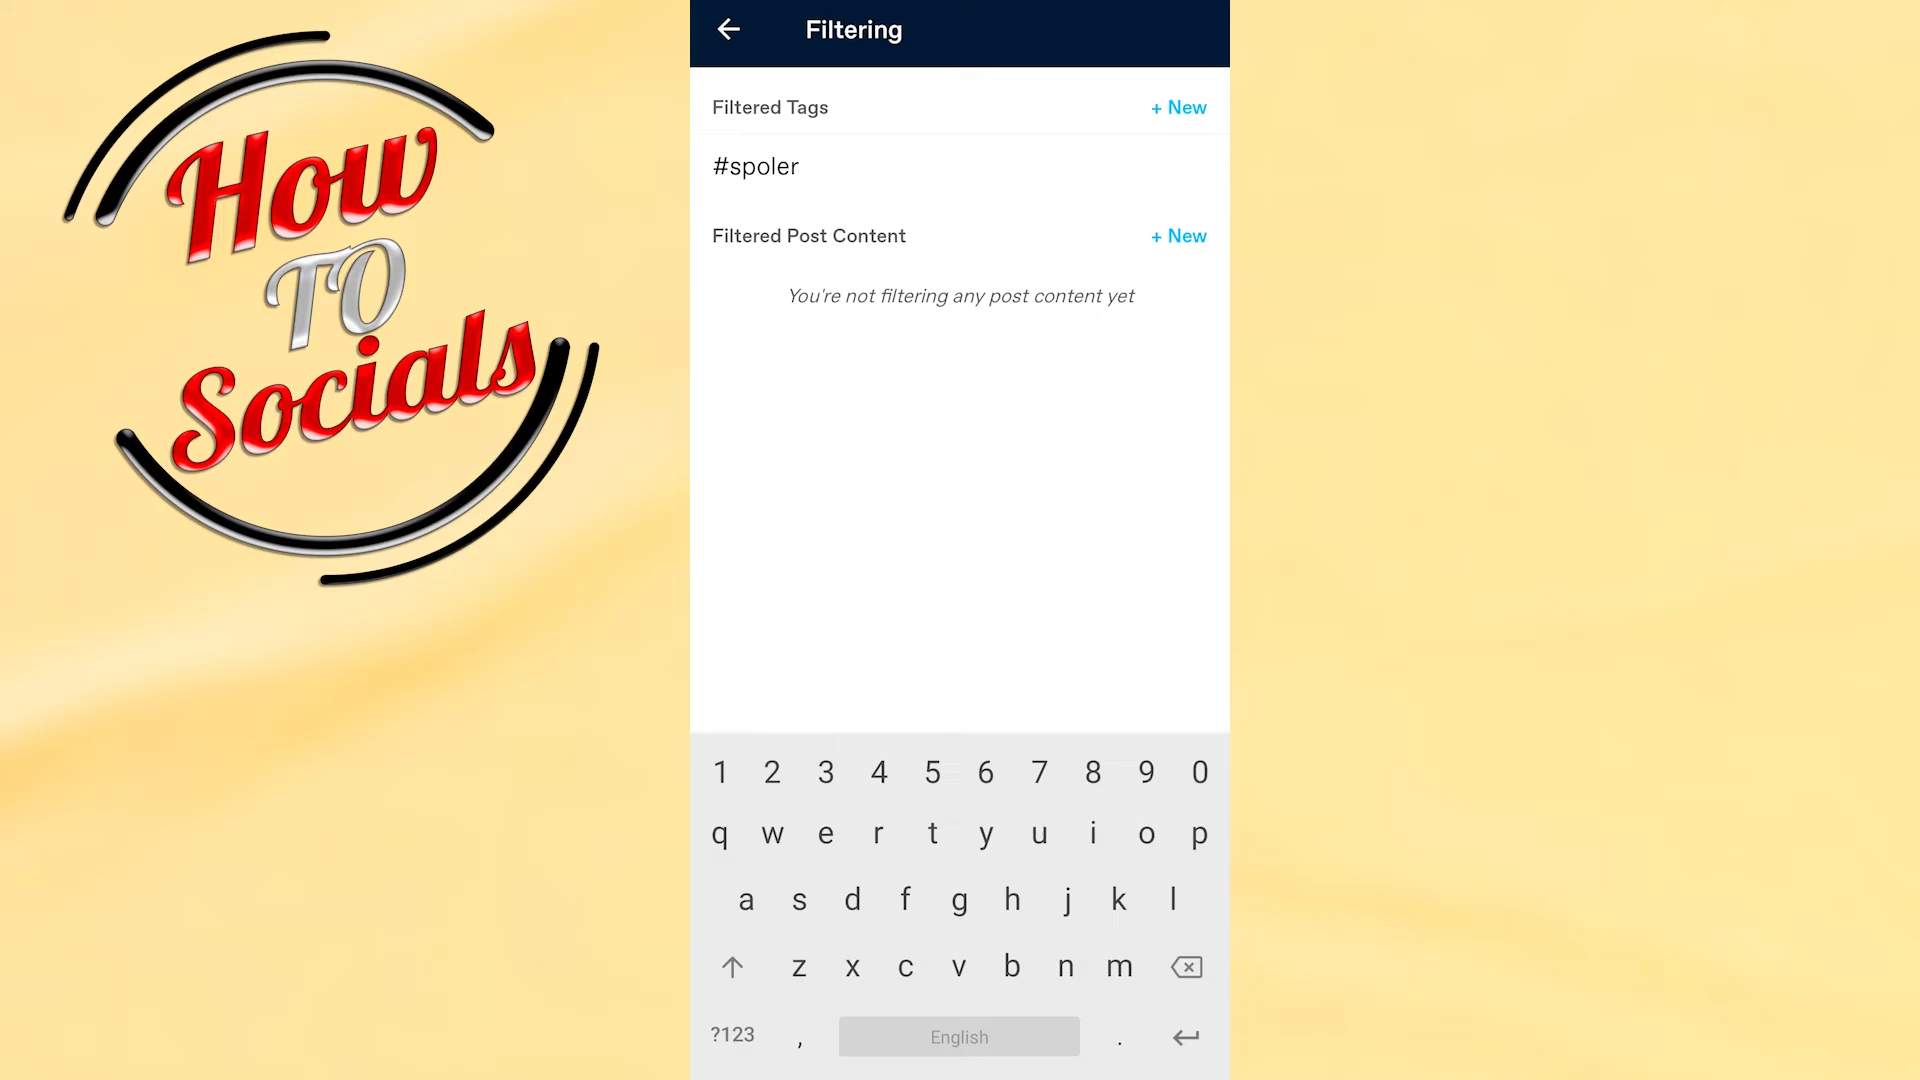 How
TO
Socials
Filtering
Filtered Tags
+ New
#spoler
Filtered Post Content
+ New
You're not filtering any post content yet
1 2 3 4 5 6 7 8 9 0
q w e r t y u i o p
a s d f g h j k l
z x c v b n m
?123 , English .